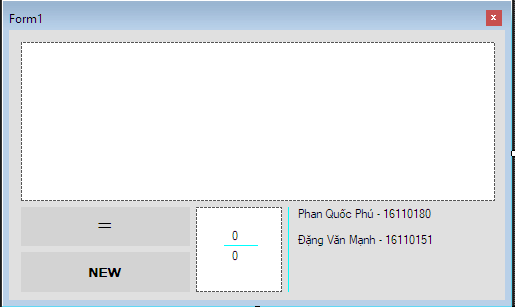 Form1
x
=
NEW
0
0
Phan Quốc Phú - 16110180
Đặng Văn Mạnh - 16110151